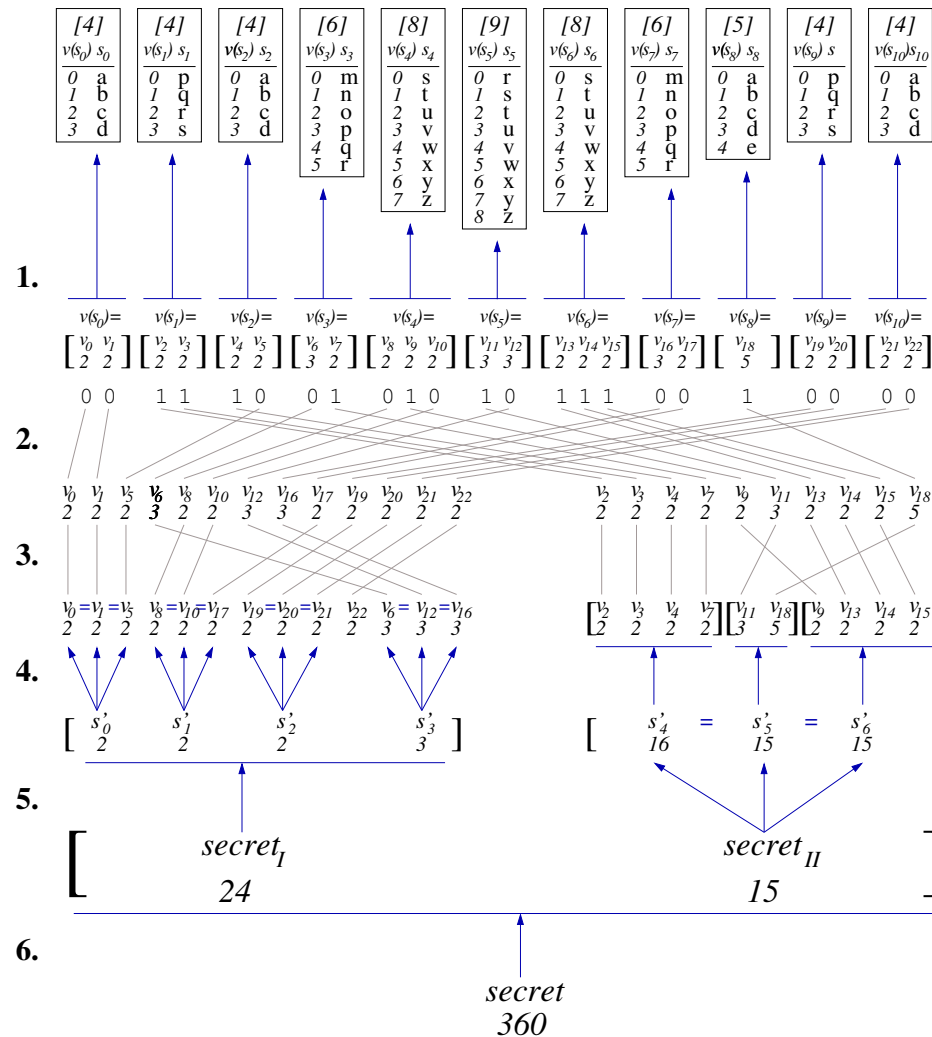 [4] [4] [4] [6] [8] [9] [8] [6] [5] [4] [4]
v(s0) s0 v(s1) s1 v(s2) s2 v(s3) s3 v(s4) s4 v(s5) s5 v(s6) s6 v(s7) s7 v(s8) s8 v(s9) s v(s10) s10
0 a 0 p 0 a 0 m 0 s 0 r 0 s 0 m 0 a 0 p 0 a
1 b 1 q 1 b 1 n 1 t 1 s 1 t 1 n 1 b 1 q 1 b
2 c 2 r 2 c 2 o 2 u 2 t 2 u 2 o 2 c 2 r 2 c
3 d 3 s 3 d 3 p 3 v 3 u 3 v 3 p 3 d 3 s 3 d
4 q 4 w 4 v 4 w 4 q 4 e
5 r 5 x 5 w 5 x 5 r
6 y 6 x 6 y
7 z 7 y 7 z
8 z
1.
v(s0)= v(s1)= v(s2)= v(s3)= v(s4)= v(s5)= v(s6)= v(s7)= v(s8)= v(s9)= v(s10)=
[v0 v1] [v2 v3] [v4 v5] [v6 v7] [v8 v9 v10] [v11 v12] [v13 v14 v15] [v16 v17] [v18] [v19 v20] [v21 v22]
2 2 2 2 2 2 3 2 2 2 2 3 3 2 2 2 3 2 5 2 2 2 2
0 0 1 1 1 0 0 1 0 1 0 1 0 1 1 1 0 0 1 0 0 0 0
2.
v0 v1 v5 v6 v8 v10 v12 v16 v17 v19 v20 v21 v22 v2 v3 v4 v7 v9 v11 v13 v14 v15 v18
2 2 2 3 2 2 3 3 2 2 2 2 2 2 2 2 2 2 3 2 2 2 5
3.
v0 = v1 = v5 v8 = v10 = v17 v19 = v20 = v21 v22 v6 = v12 = v16 [v2 v3 v4 v7] [v11 v18] [v9 v13 v14 v15
2 2 2 2 2 2 2 2 2 2 3 3 3 2 2 2 2 3 5 2 2 2 2
4.
[ s'0 s'1 s'2 s'3 ] [ s'4 = s'5 = s'6
2 2 2 3 16 15 15
5.
[ secretI secretII ]
24 15
6.
secret
360